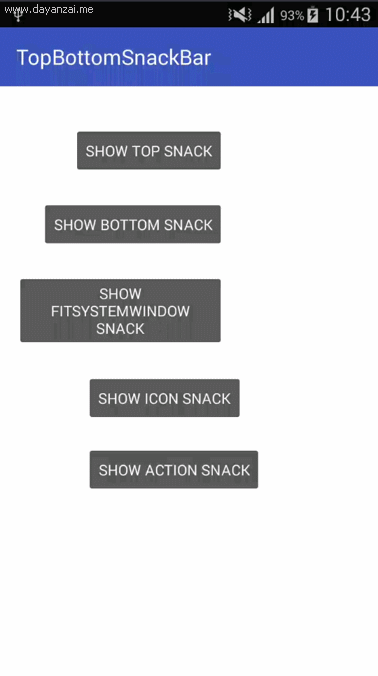 www.dayanzai.me
93% 10:43
TopBottomSnackBar
SHOW TOP SNACK
SHOW BOTTOM SNACK
SHOW
FITSYSTEMWINDOW
SNACK
SHOW ICON SNACK
SHOW ACTION SNACK